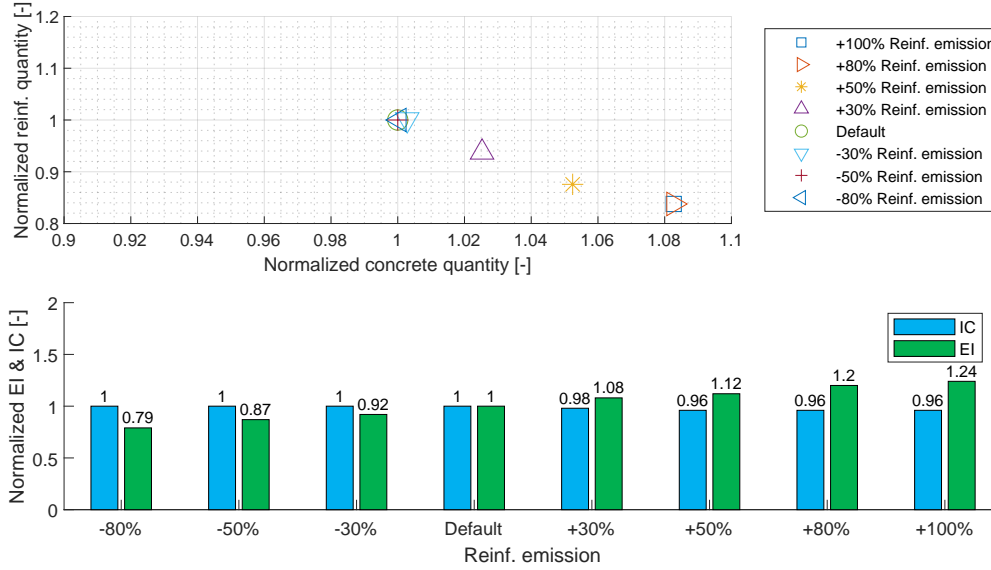 1.2
1.1
1
0.9
0.8
Normalized reinf. quantity [-]
0.9
0.92
0.94
0.96
0.98
1
1.02
1.04
1.06
1.08
1.1
Normalized concrete quantity [-]
+100% Reinf. emission
+80% Reinf. emission
+50% Reinf. emission
+30% Reinf. emission
Default
-30% Reinf. emission
-50% Reinf. emission
-80% Reinf. emission
2
1.5
1
0.5
0
Normalized EI & IC [-]
IC
EI
1
0.79
1
0.87
1
0.92
1
1
0.98
1.08
0.96
1.12
0.96
1.2
0.96
1.24
-80%
-50%
-30%
Default
+30%
+50%
+80%
+100%
Reinf. emission